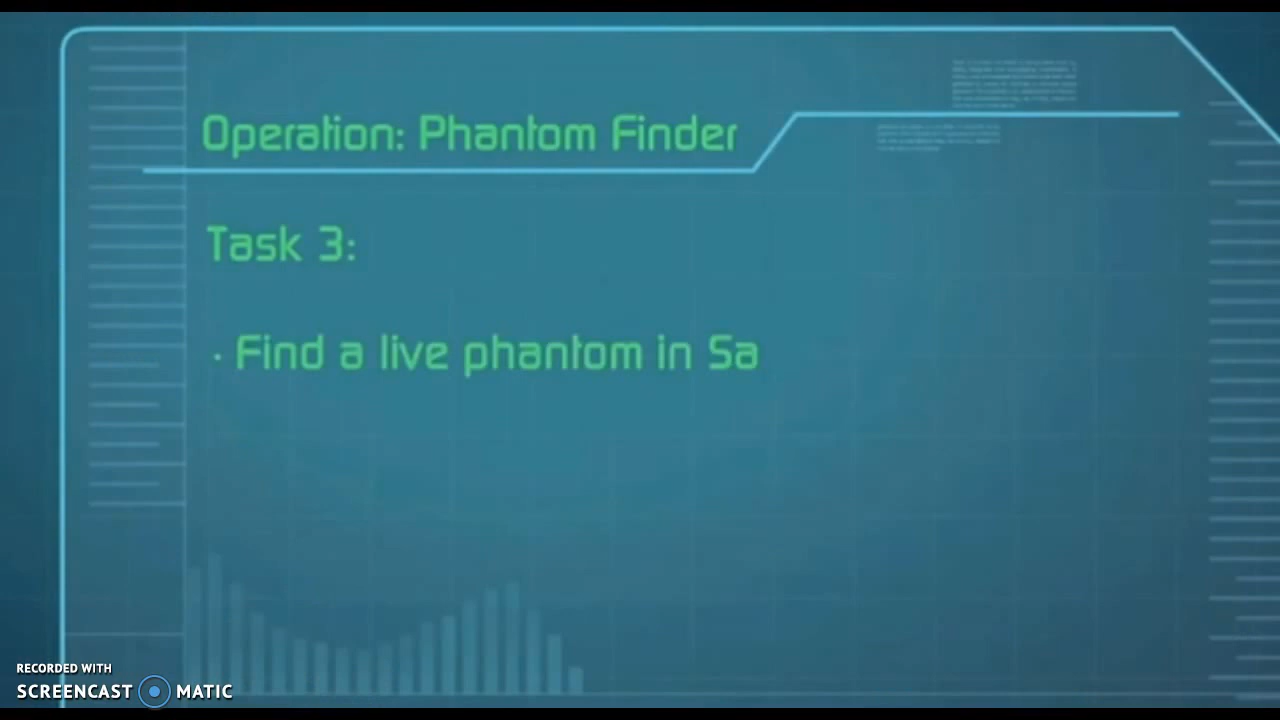 Operation: Phantom Finder
Task 3:
· Find a live phantom in Sa
RECORDED WITH
SCREENCAST MATIC